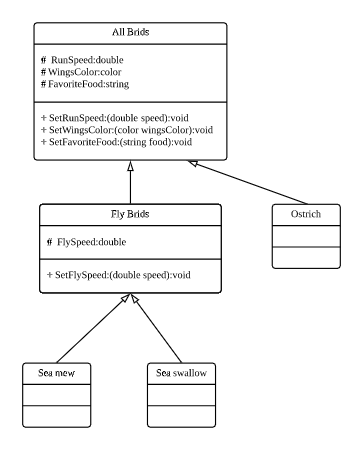 All Brids
# RunSpeed:double
# WingsColor:color
# FavoriteFood:string
+ SetRunSpeed:(double speed):void
+ SetWingsColor:(color wingsColor):void
+ SetFavoriteFood:(string food):void
Fly Brids
# FlySpeed:double
+ SetFlySpeed:(double speed):void
Ostrich
Sea mew
Sea swallow